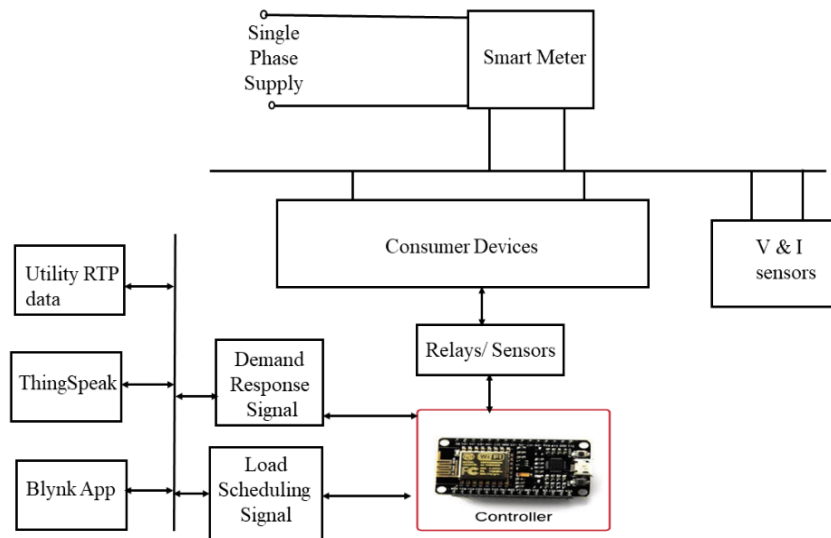 Single
Phase
Supply
Smart Meter
Consumer Devices
V & I
sensors
Utility RTP
data
Relays/ Sensors
ThingSpeak
Demand
Response
Signal
Blynk App
Load
Scheduling
Signal
Controller